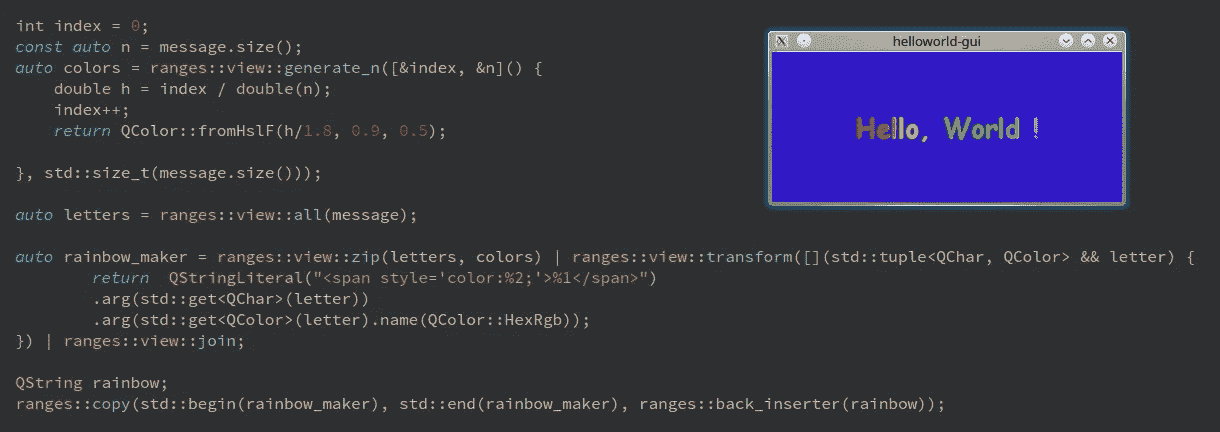 int index = 0;
const auto n = message.size();
auto colors = ranges::view::generate_n([&index, &n]() {
    double h = index / double(n);
    index++;
    return QColor::fromHslF(h/1.8, 0.9, 0.5);
}, std::size_t(message.size()));
auto letters = ranges::view::all(message);
auto rainbow_maker = ranges::view::zip(letters, colors) | ranges::view::transform([](std::tuple<QChar, QColor> && letter) {
        return  QStringLiteral("<span style='color:%2;'>%1</span>")
        .arg(std::get<QChar>(letter))
        .arg(std::get<QColor>(letter).name(QColor::HexRgb));
}) | ranges::view::join;
QString rainbow;
ranges::copy(std::begin(rainbow_maker), std::end(rainbow_maker), ranges::back_inserter(rainbow));
helloworld-gui
Hello, World !